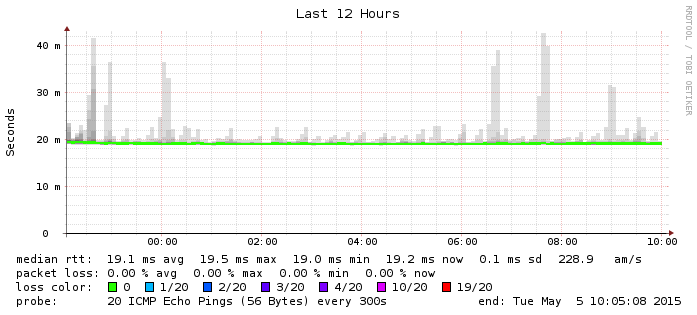 Last 12 Hours
RRDTOOL / TOBI OETIKER
Seconds
40 m
30 m
20 m
10 m
0
00:00 02:00 04:00 06:00 08:00 10:00
median rtt: 19.1 ms avg 19.5 ms max 19.0 ms min 19.2 ms now 0.1 ms sd 228.9 am/s
packet loss: 0.00 % avg 0.00 % max 0.00 % min 0.00 % now
loss color: 0 1/20 2/20 3/20 4/20 10/20 19/20
probe: 20 ICMP Echo Pings (56 Bytes) every 300s end: Tue May 5 10:05:08 2015